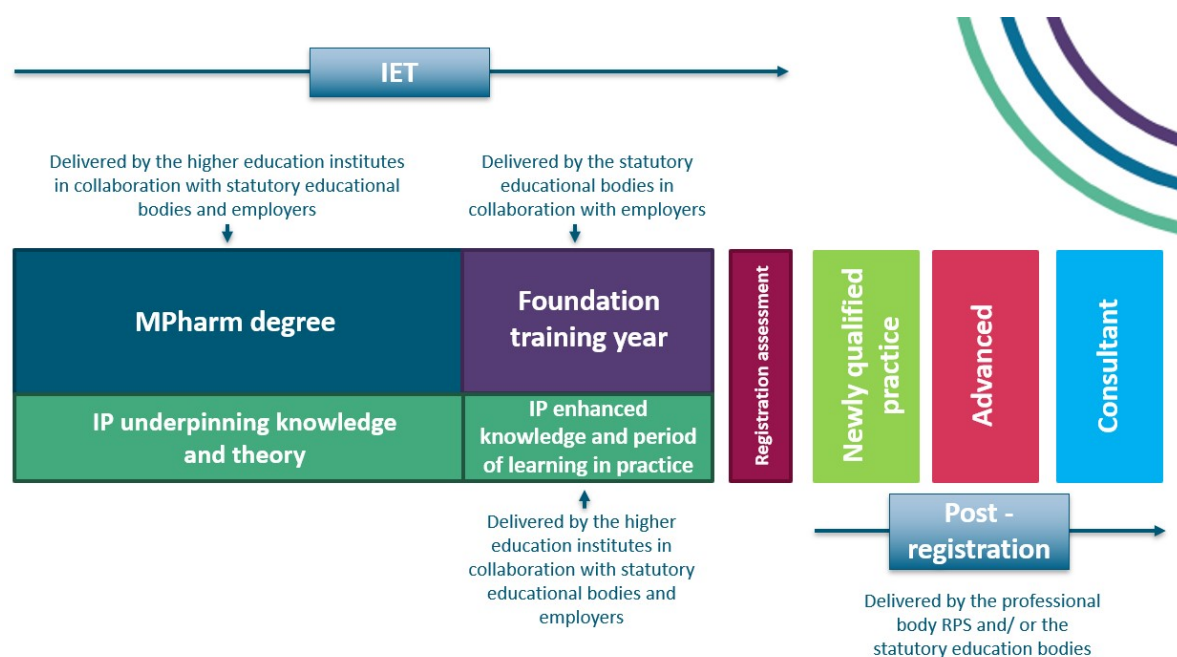 IET
Delivered by the higher education institutes
in collaboration with statutory educational
bodies and employers
Delivered by the statutory
educational bodies in
collaboration with employers
MPharm degree
Foundation
training year
IP underpinning knowledge
and theory
IP enhanced
knowledge and period
of learning in practice
Registration assessment
Newly qualified
practice
Advanced
Consultant
Delivered by the higher
education institutes in
collaboration with statutory
educational bodies and
employers
Post -
registration
Delivered by the professional
body RPS and/ or the
statutory education bodies